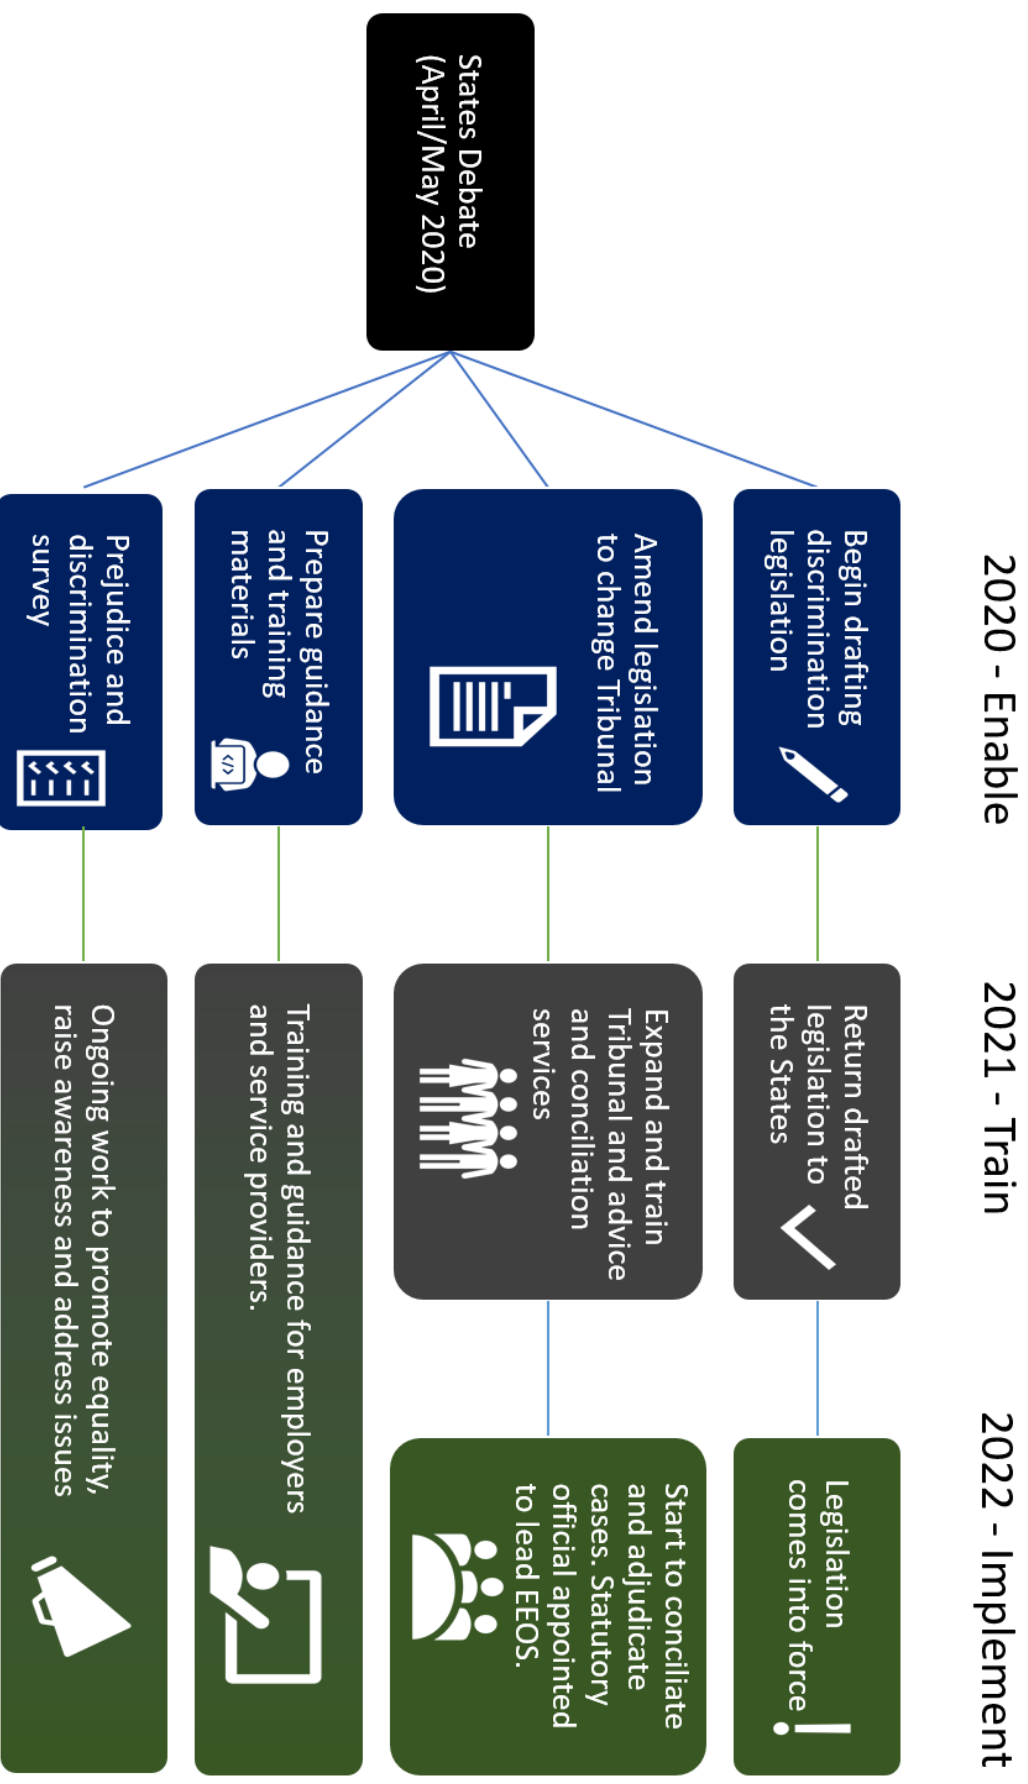 2020 - Enable
2021 - Train
2022 - Implement
States Debate
(April/May 2020)
Begin drafting
discrimination
legislation
Return drafted
legislation to
the States
Legislation
comes into force
!
Amend legislation
to change Tribunal
Expand and train
Tribunal and advice
and conciliation
services
Start to conciliate
and adjudicate
cases. Statutory
official appointed
to lead EEOS.
Prepare guidance
and training
materials
</>
Training and guidance for employers
and service providers.
Prejudice and
discrimination
survey
Ongoing work to promote equality,
raise awareness and address issues